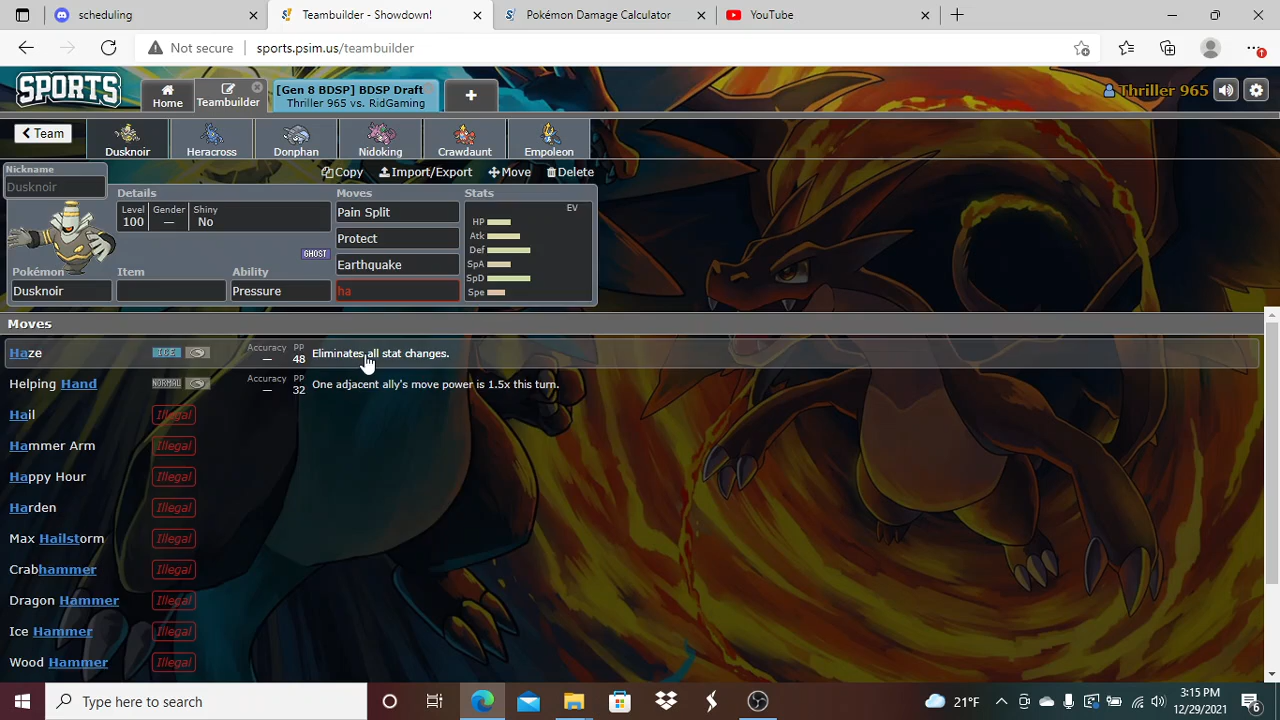 scheduling
Teambuilder - Showdown!
Pokémon Damage Calculator
YouTube
Not secure
sports.psim.us/teambuilder
SPORTS
Home
Teambuilder
[Gen 8 BDSP] BDSP Draft
Thriller 965 vs. RidGaming
Thriller 965
Team
Dusknoir
Heracross
Donphan
Nidoking
Crawdaunt
Empoleon
Copy
Import/Export
Move
Delete
Nickname
Dusknoir
Details
Level
100
Gender
—
Shiny
No
GHOST
Pokémon
Dusknoir
Item
Ability
Pressure
Moves
Pain Split
Protect
Earthquake
ha
Stats
EV
HP
Atk
Def
SpA
SpD
Spe
Moves
Haze ICE Accuracy — PP 48 Eliminates all stat changes.
Helping Hand NORMAL Accuracy — PP 32 One adjacent ally's move power is 1.5x this turn.
Hail Illegal
Hammer Arm Illegal
Happy Hour Illegal
Harden Illegal
Max Hailstorm Illegal
Crabhammer Illegal
Dragon Hammer Illegal
Ice Hammer Illegal
Wood Hammer Illegal
Type here to search
21°F
3:15 PM
12/29/2021
6